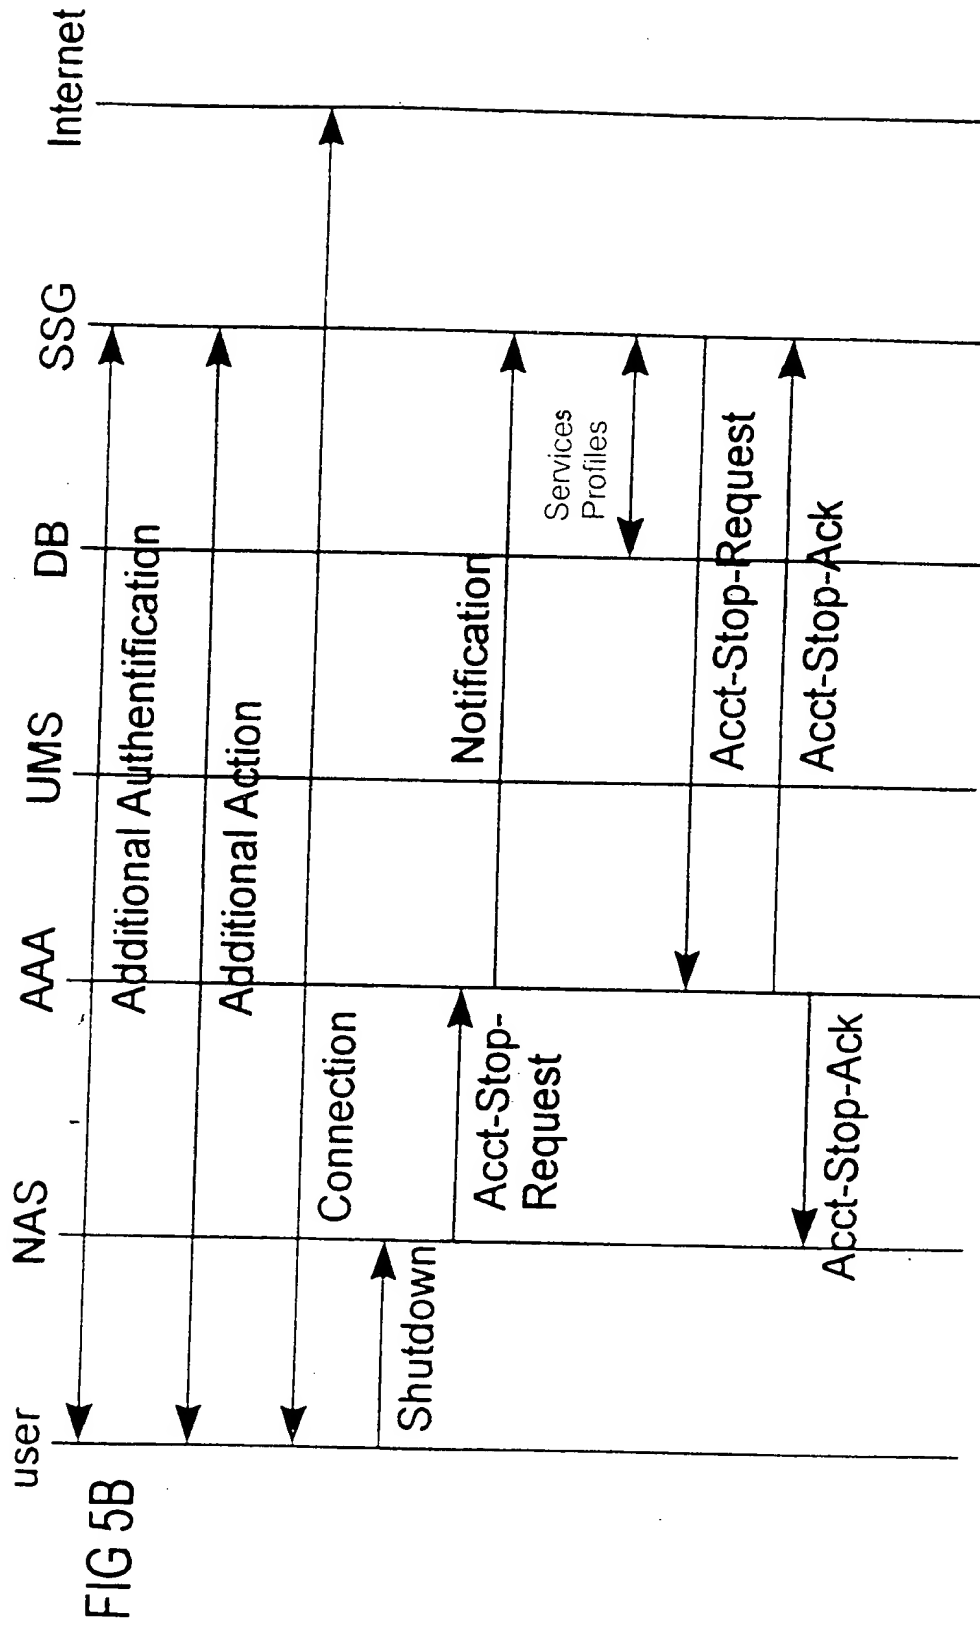 FIG 5B
user
NAS
AAA
UMS
DB
SSG
Internet
Additional Authentification
Additional Action
Connection
Shutdown
Acct-Stop-
Request
Notification
Services
Profiles
Acct-Stop-Request
Acct-Stop-Ack
Acct-Stop-Ack